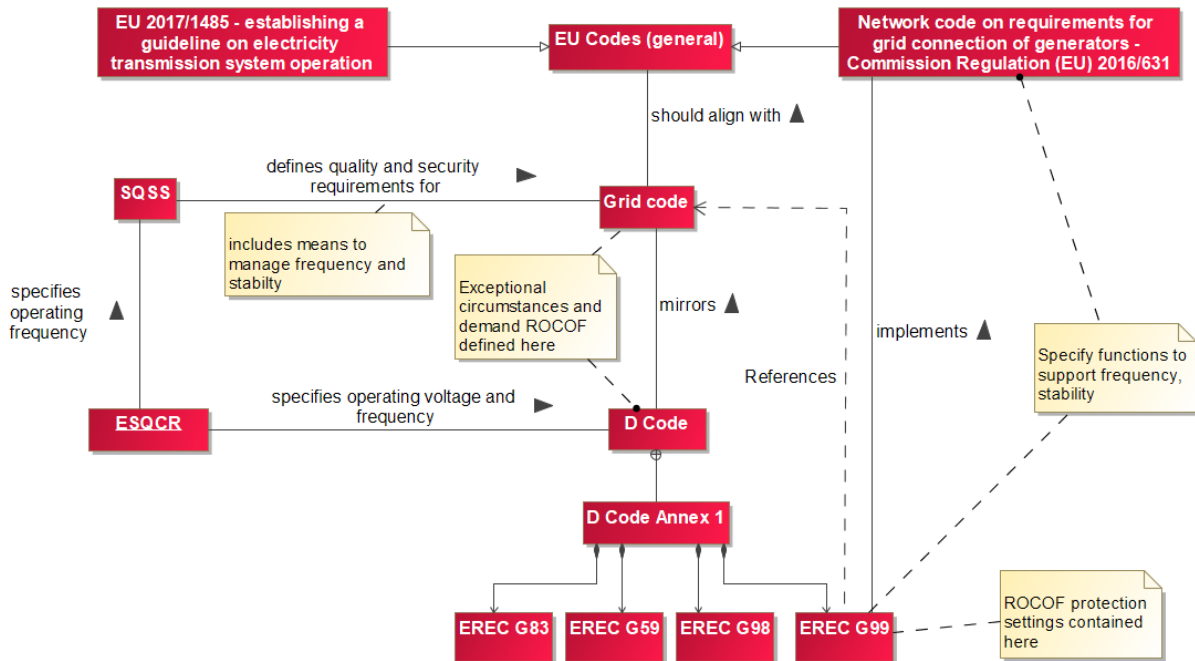 EU 2017/1485 - establishing a
guideline on electricity
transmission system operation
EU Codes (general)
Network code on requirements for
grid connection of generators -
Commission Regulation (EU) 2016/631
should align with
defines quality and security
requirements for
SQSS
Grid code
includes means to
manage frequency and
stabilty
Exceptional
circumstances and
demand ROCOF
defined here
specifies
operating
frequency
mirrors
implements
References
Specify functions to
support frequency,
stability
specifies operating voltage and
frequency
ESQCR
D Code
D Code Annex 1
EREC G83
EREC G59
EREC G98
EREC G99
ROCOF protection
settings contained
here